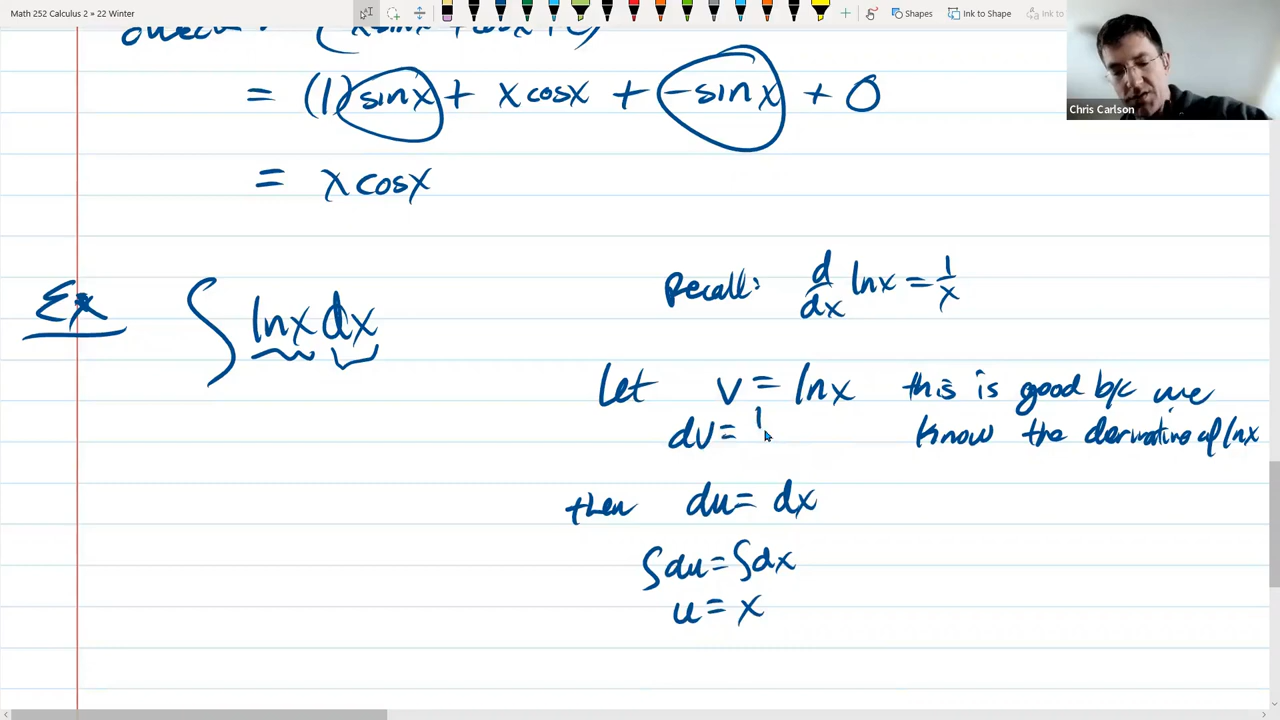 Math 252 Calculus 2 » 22 Winter
Shapes
Ink to Shape
Ink to
Chris Carlson
= (1) sinx + x cosx + -sinx + 0
= x cosx
Ex ∫ lnx dx
Recall: d/dx lnx = 1/x
Let v = lnx this is good b/c we
dv = 1 know the derivative of lnx
then du = dx
∫du = ∫dx
u = x